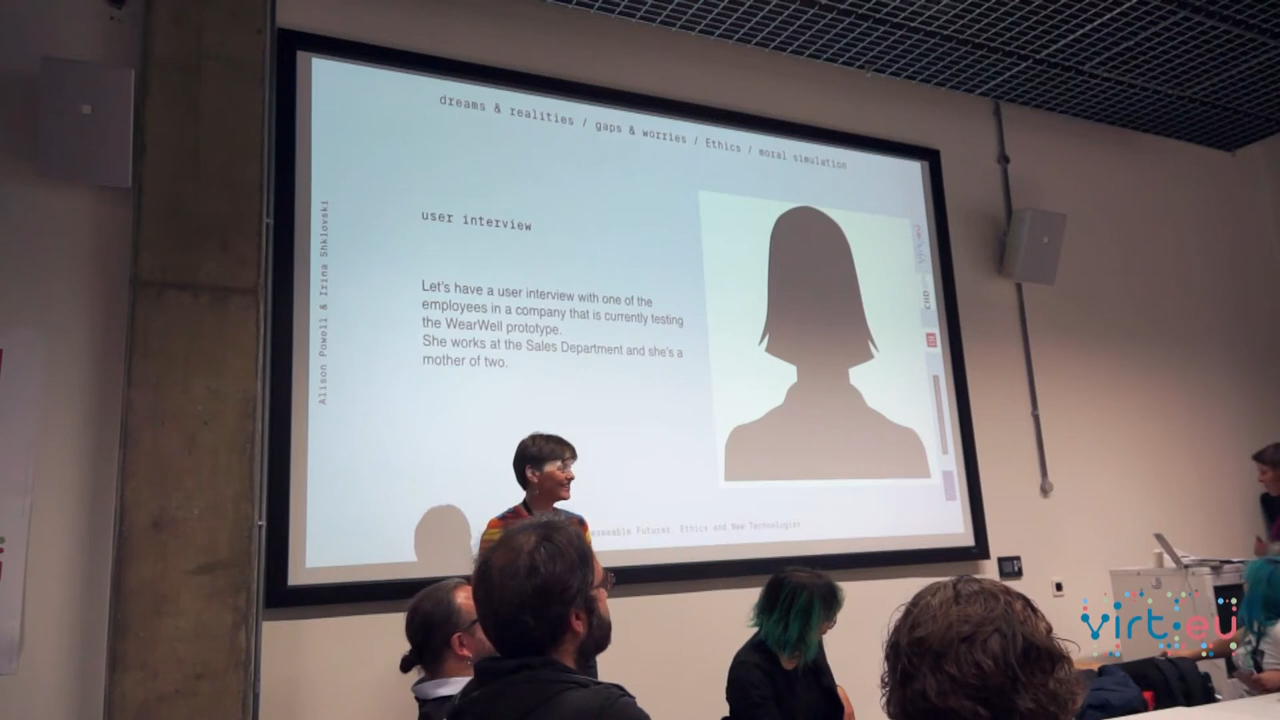 dreams & realities / gaps & worries / Ethics / moral simulation
Alison Powell & Irina Shklovski
user interview
Let's have a user interview with one of the
employees in a company that is currently testing
the WearWell prototype.
She works at the Sales Department and she's a
mother of two.
Futures: Ethics and New Technologies
virt:eu